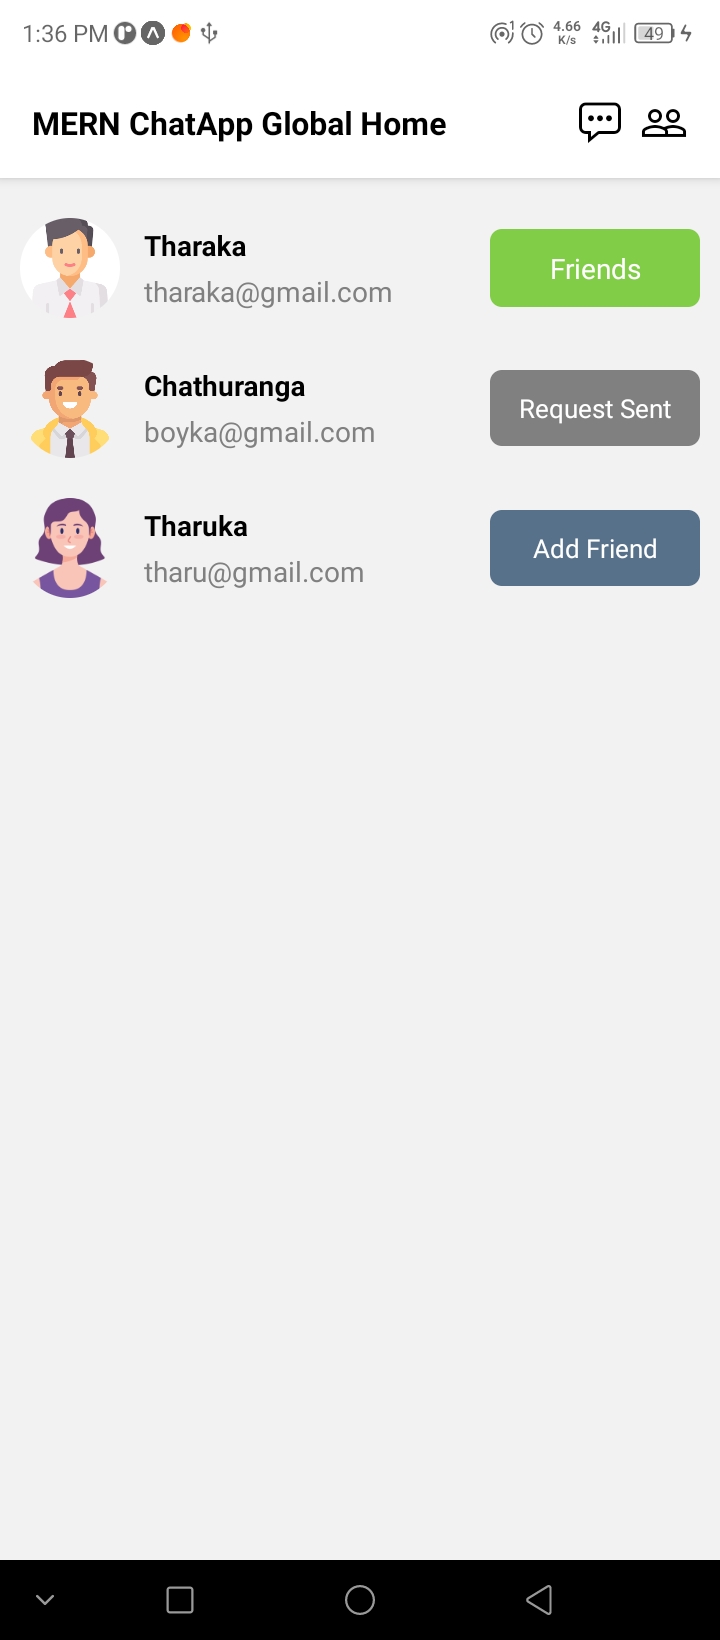 1:36 PM 1 4.66 K/s 4G 49
MERN ChatApp Global Home
Tharaka
tharaka@gmail.com
Friends
Chathuranga
boyka@gmail.com
Request Sent
Tharuka
tharu@gmail.com
Add Friend